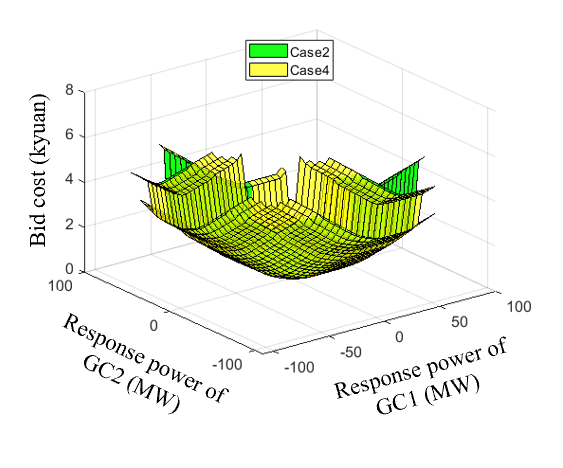 Case2
Case4
Bid cost (kyuan)
8
6
4
2
0
100
0
-100
Response power of
GC2 (MW)
-100
-50
0
50
100
Response power of
GC1 (MW)